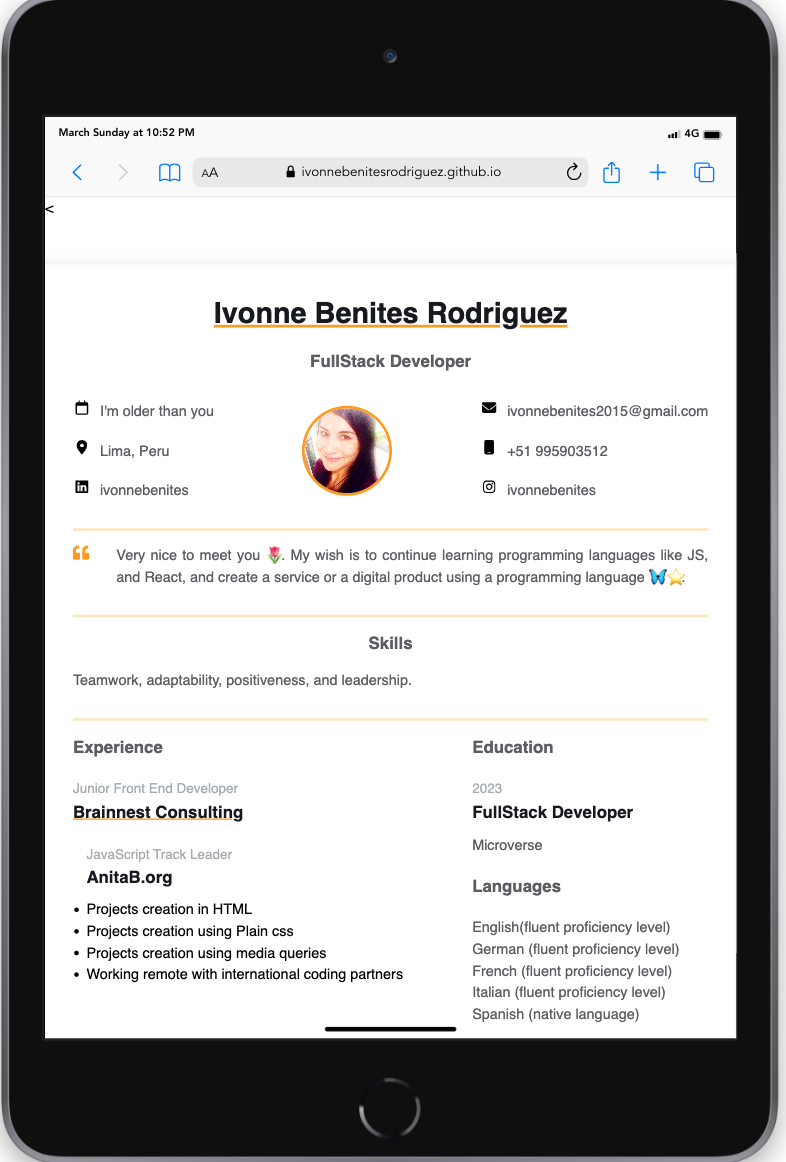 March Sunday at 10:52 PM
4G
AA
ivonnebenitesrodriguez.github.io
<
Ivonne Benites Rodriguez
FullStack Developer
I'm older than you
Lima, Peru
ivonnebenites
ivonnebenites2015@gmail.com
+51 995903512
ivonnebenites
Very nice to meet you 🌷. My wish is to continue learning programming languages like JS,
and React, and create a service or a digital product using a programming language 🦋⭐.
Skills
Teamwork, adaptability, positiveness, and leadership.
Experience
Junior Front End Developer
Brainnest Consulting
JavaScript Track Leader
AnitaB.org
• Projects creation in HTML
• Projects creation using Plain css
• Projects creation using media queries
• Working remote with international coding partners
Education
2023
FullStack Developer
Microverse
Languages
English(fluent proficiency level)
German (fluent proficiency level)
French (fluent proficiency level)
Italian (fluent proficiency level)
Spanish (native language)